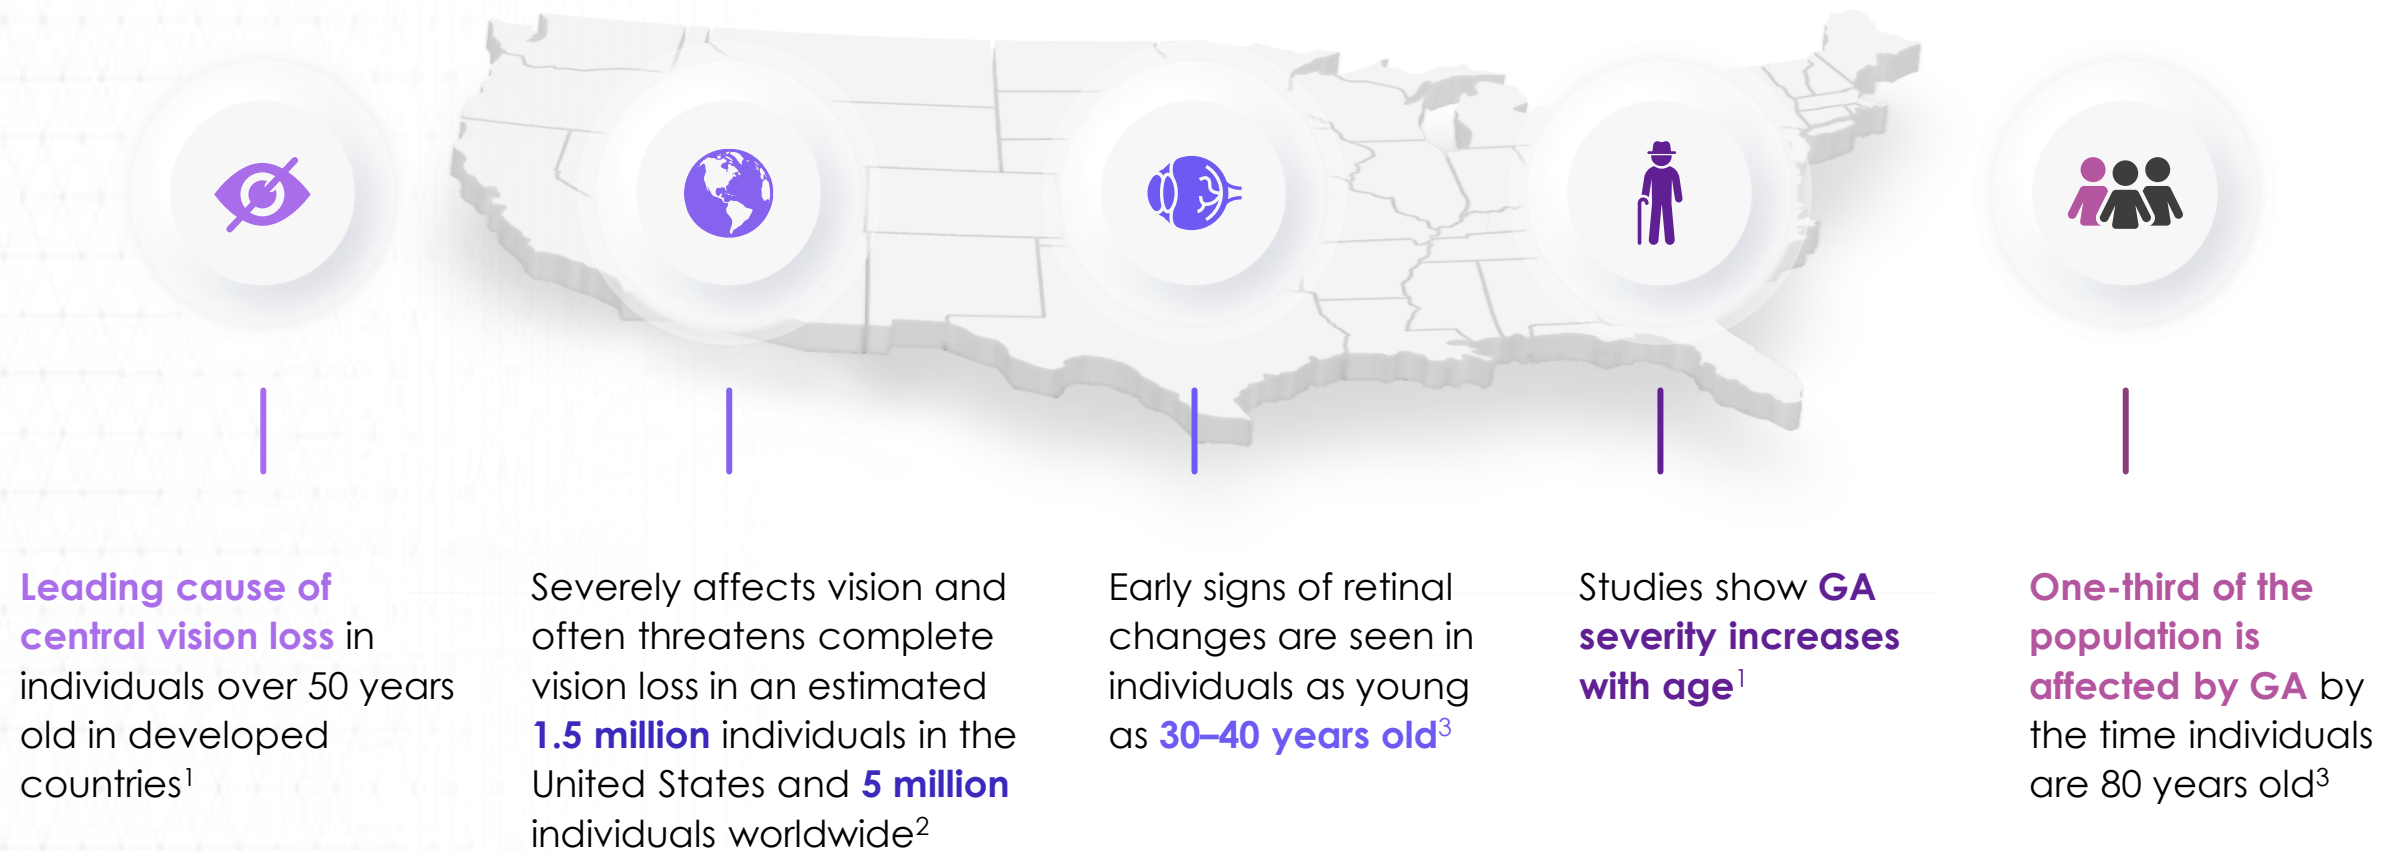 Leading cause of
central vision loss in
individuals over 50 years
old in developed
countries¹
Severely affects vision and
often threatens complete
vision loss in an estimated
1.5 million individuals in the
United States and 5 million
individuals worldwide²
Early signs of retinal
changes are seen in
individuals as young
as 30–40 years old³
Studies show GA
severity increases
with age¹
One-third of the
population is
affected by GA by
the time individuals
are 80 years old³